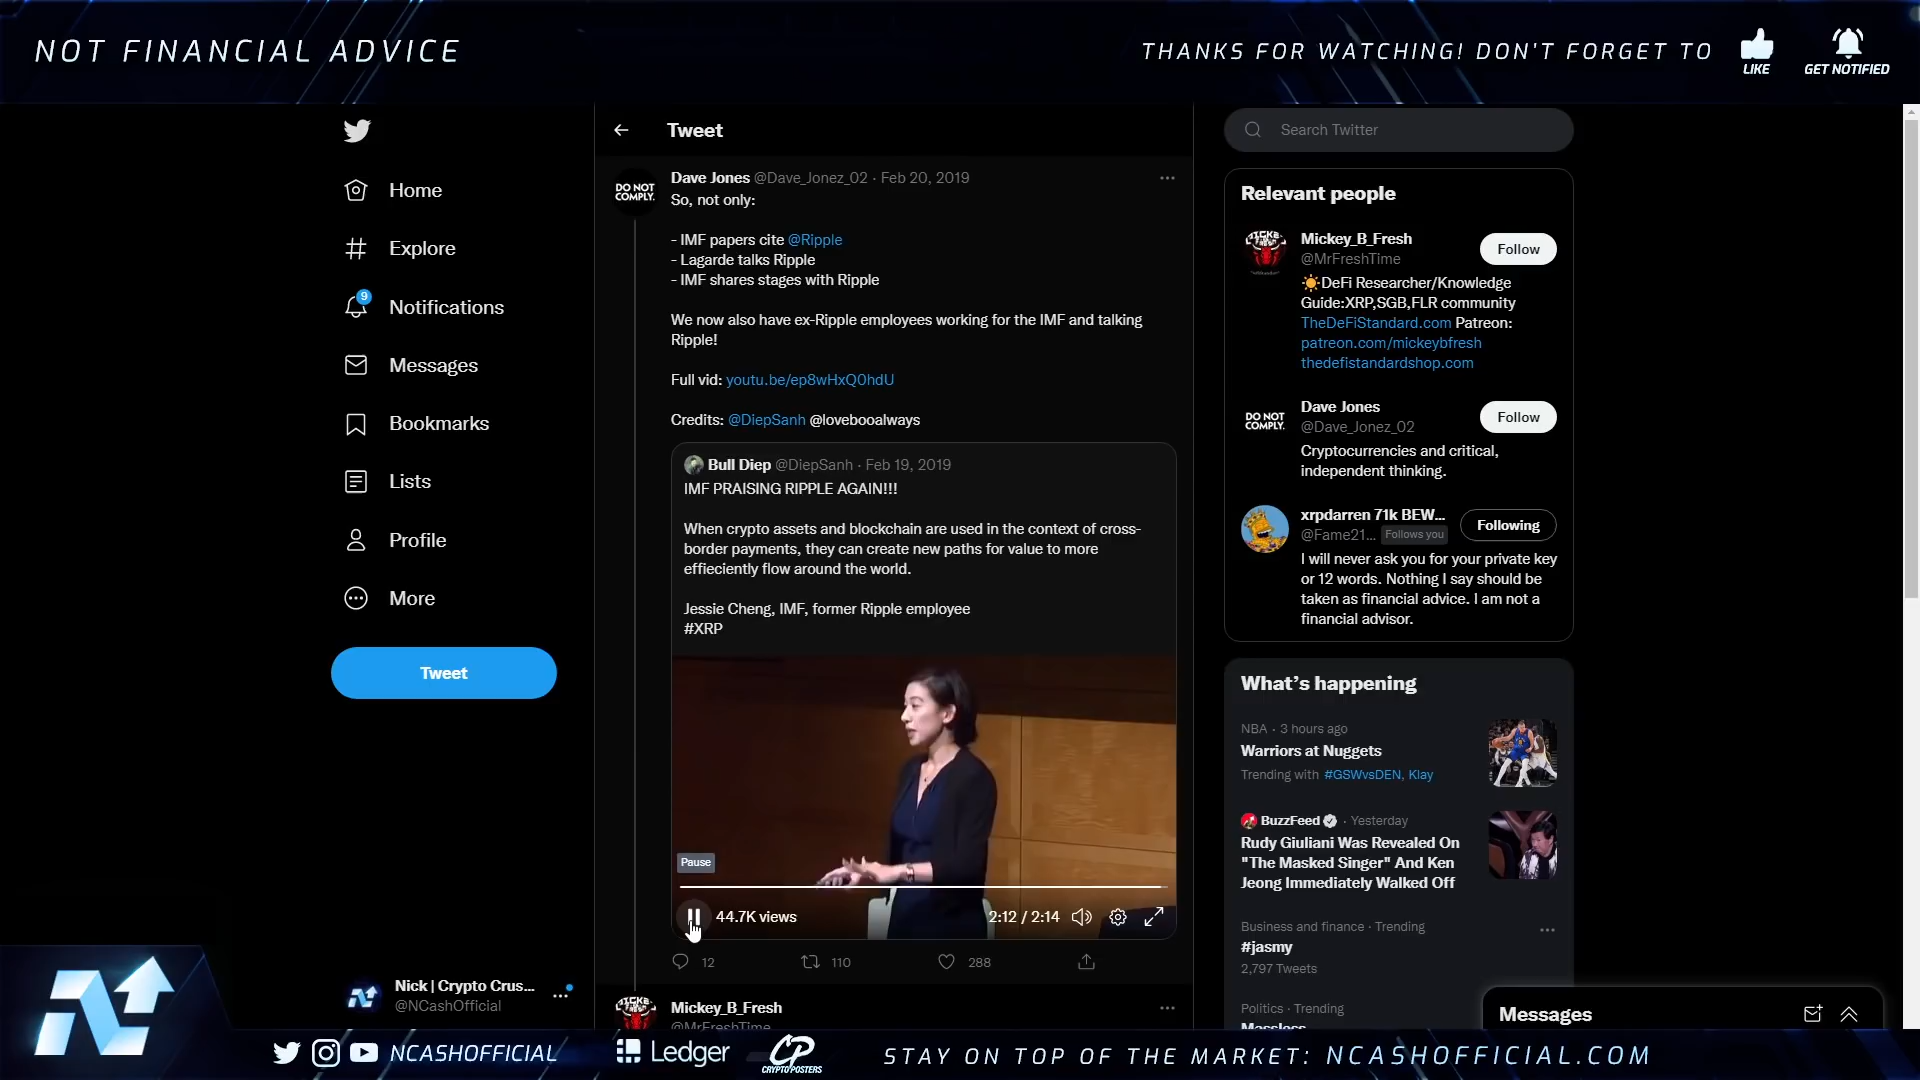 NOT FINANCIAL ADVICE
THANKS FOR WATCHING! DON'T FORGET TO
LIKE
GET NOTIFIED
Home
Explore
9
Notifications
Messages
Bookmarks
Lists
Profile
More
Tweet
Nick | Crypto Crus...
@NCashOfficial
Tweet
DO NOT
COMPLY.
Dave Jones @Dave_Jonez_02 · Feb 20, 2019
So, not only:
- IMF papers cite @Ripple
- Lagarde talks Ripple
- IMF shares stages with Ripple
We now also have ex-Ripple employees working for the IMF and talking
Ripple!
Full vid: youtu.be/ep8wHxQ0hdU
Credits: @DiepSanh @lovebooalways
Bull Diep @DiepSanh · Feb 19, 2019
IMF PRAISING RIPPLE AGAIN!!!
When crypto assets and blockchain are used in the context of cross-
border payments, they can create new paths for value to more
effieciently flow around the world.
Jessie Cheng, IMF, former Ripple employee
#XRP
Pause
44.7K views
2:12 / 2:14
12
110
288
Mickey_B_Fresh
@MrFreshTime
Search Twitter
Relevant people
Mickey_B_Fresh
@MrFreshTime
Follow
DeFi Researcher/Knowledge
Guide:XRP,SGB,FLR community
TheDeFiStandard.com Patreon:
patreon.com/mickeybfresh
thedefistandardshop.com
DO NOT
COMPLY.
Dave Jones
@Dave_Jonez_02
Follow
Cryptocurrencies and critical,
independent thinking.
xrpdarren 71k BEW...
@Fame21... Follows you
Following
I will never ask you for your private key
or 12 words. Nothing I say should be
taken as financial advice. I am not a
financial advisor.
What's happening
NBA · 3 hours ago
Warriors at Nuggets
Trending with #GSWvsDEN, Klay
BuzzFeed · Yesterday
Rudy Giuliani Was Revealed On
"The Masked Singer" And Ken
Jeong Immediately Walked Off
Business and finance · Trending
#jasmy
2,797 Tweets
Politics · Trending
Massless
Messages
NCASHOFFICIAL
Ledger
CP
CRYPTOPOSTERS
STAY ON TOP OF THE MARKET: NCASHOFFICIAL.COM